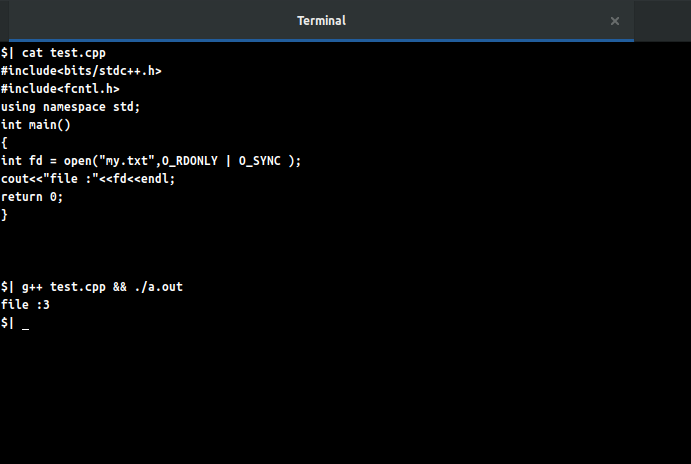 Terminal
$| cat test.cpp
#include<bits/stdc++.h>
#include<fcntl.h>
using namespace std;
int main()
{
int fd = open("my.txt",O_RDONLY | O_SYNC );
cout<<"file :"<<fd<<endl;
return 0;
}
$| g++ test.cpp && ./a.out
file :3
$| _